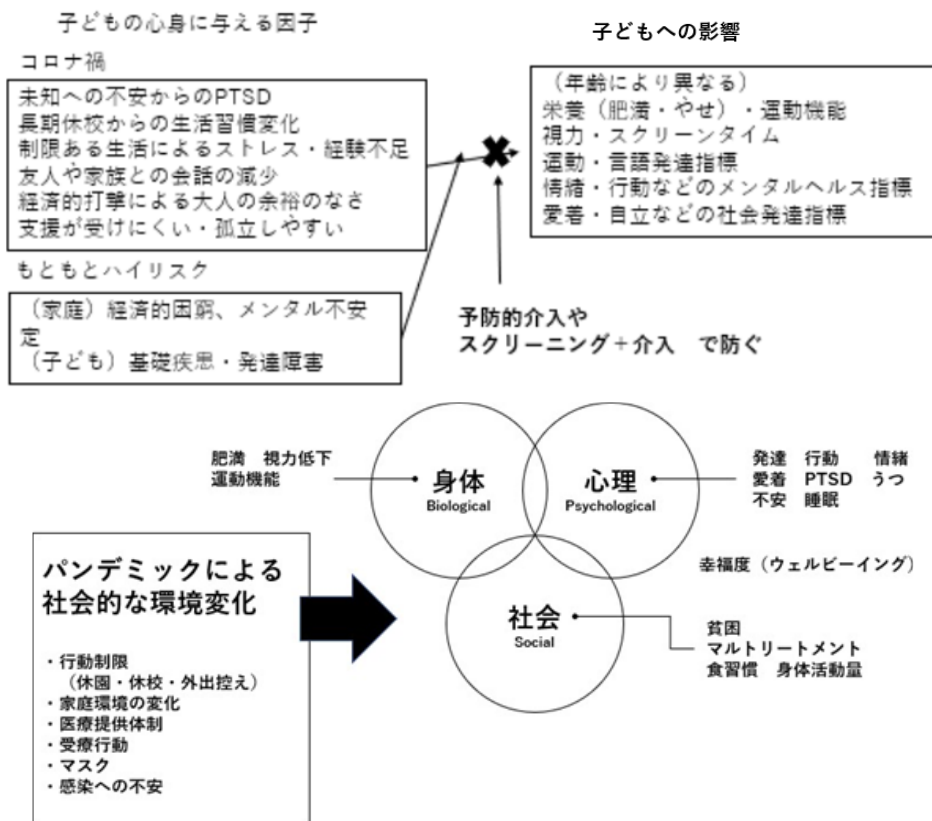 子どもの心身に与える因子
子どもへの影響
コロナ禍
未知への不安からのPTSD
長期休校からの生活習慣変化
制限ある生活によるストレス・経験不足
友人や家族との会話の減少
経済的打撃による大人の余裕のなさ
支援が受けにくい・孤立しやすい
(年齢により異なる)
栄養(肥満・やせ)・運動機能
視力・スクリーンタイム
運動・言語発達指標
情緒・行動などのメンタルヘルス指標
愛着・自立などの社会発達指標
もともとハイリスク
(家庭)経済的困窮、メンタル不安
定
(子ども)基礎疾患・発達障害
予防的介入や
スクリーニング+介入 で防ぐ
肥満 視力低下
運動機能
身体
Biological
心理
Psychological
発達 行動 情緒
愛着 PTSD うつ
不安 睡眠
幸福度(ウェルビーイング)
社会
Social
貧困
マルトリートメント
食習慣 身体活動量
パンデミックによる
社会的な環境変化
・行動制限
(休園・休校・外出控え)
・家庭環境の変化
・医療提供体制
・受療行動
・マスク
・感染への不安